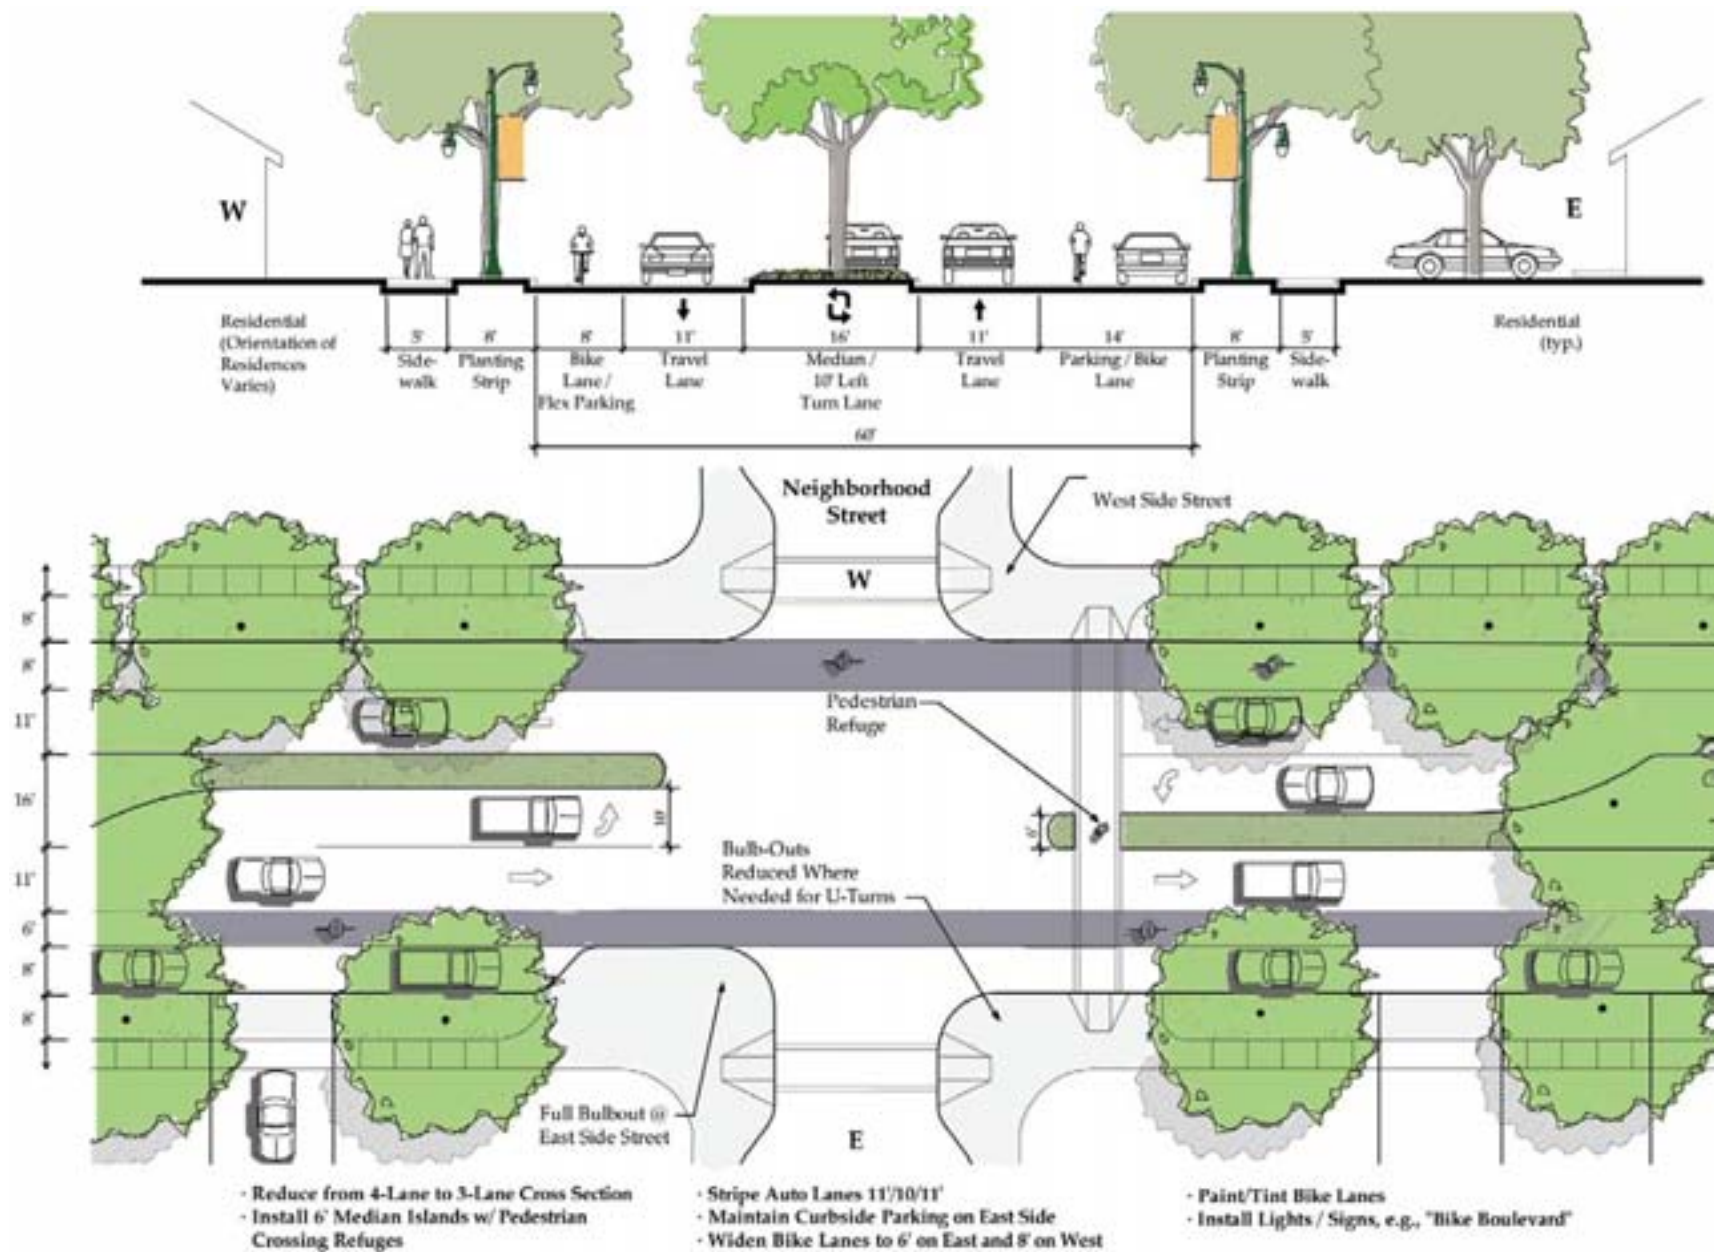 W
E
Residential
(Orientation of
Residences
Varies)
5'
Side-
walk
8'
Planting
Strip
8'
Bike
Lane /
Flex Parking
11'
Travel
Lane
16'
Median /
10' Left
Turn Lane
11'
Travel
Lane
14'
Parking / Bike
Lane
8'
Planting
Strip
5'
Side-
walk
Residential
(typ.)
60'
Neighborhood
Street
West Side Street
W
8'
8'
11'
16'
11'
6'
8'
8'
Pedestrian
Refuge
10'
6'
Bulb-Outs
Reduced Where
Needed for U-Turns
Full Bulbout @
East Side Street
E
· Reduce from 4-Lane to 3-Lane Cross Section
· Install 6' Median Islands w/ Pedestrian
Crossing Refuges
· Stripe Auto Lanes 11'/10/11'
· Maintain Curbside Parking on East Side
· Widen Bike Lanes to 6' on East and 8' on West
· Paint/Tint Bike Lanes
· Install Lights / Signs, e.g., "Bike Boulevard"